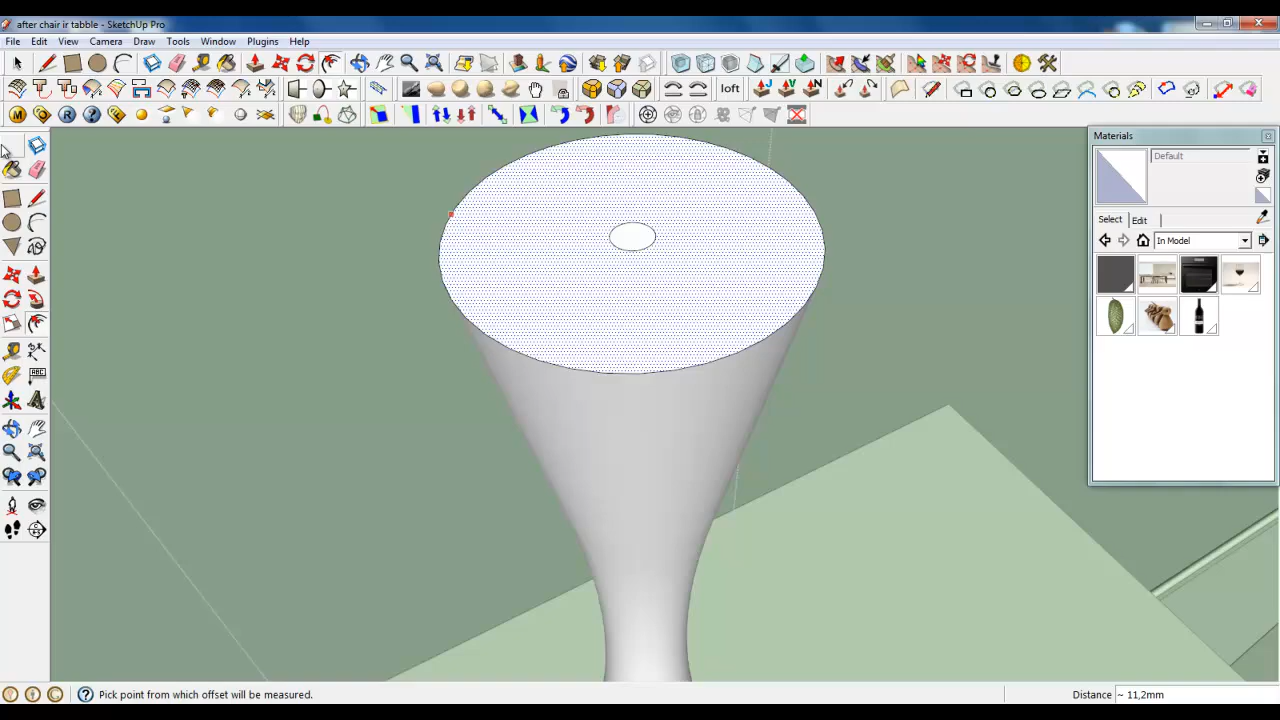 after chair ir tabble - SketchUp Pro
File Edit View Camera Draw Tools Window Plugins Help
loft
M R ?
Materials
Default
Select Edit
In Model
ABC
Pick point from which offset will be measured.
Distance ~ 11,2mm